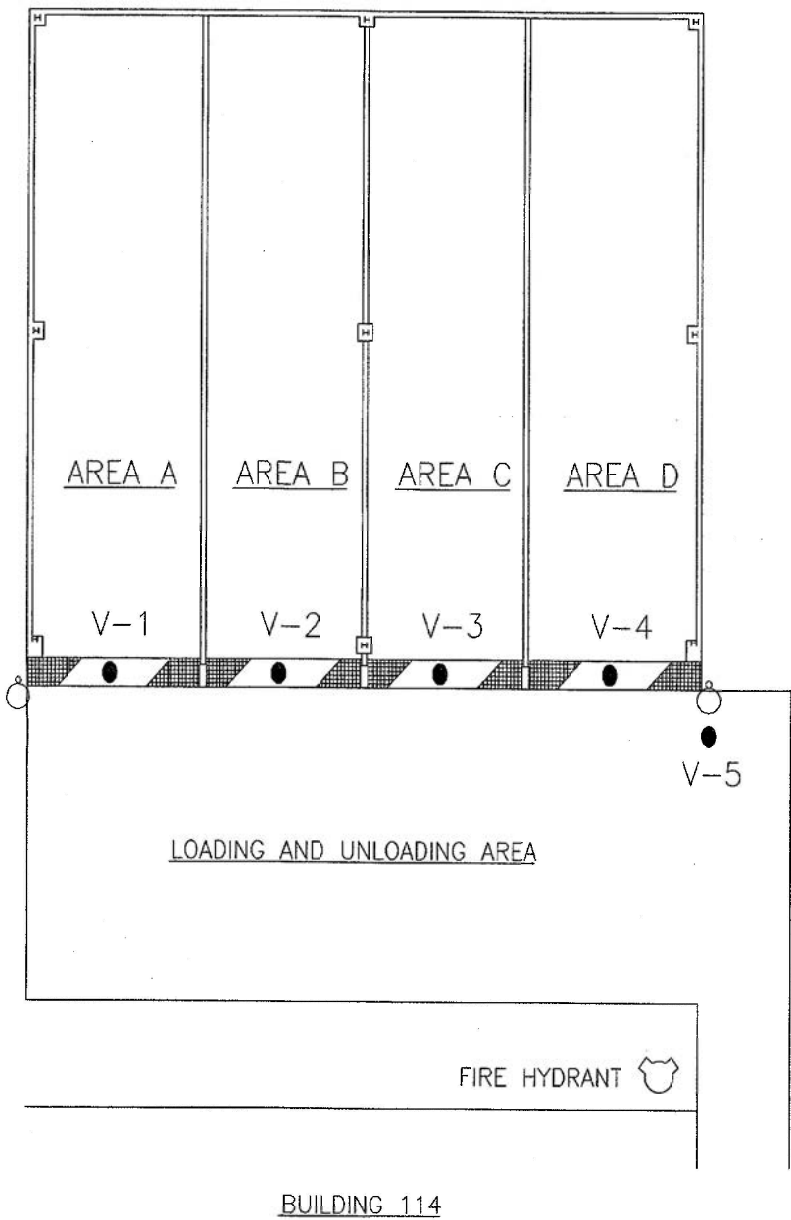 H H H
H H H
AREA A AREA B AREA C AREA D
V-1 V-2 V-3 V-4
H
V-5
LOADING AND UNLOADING AREA
FIRE HYDRANT
BUILDING 114